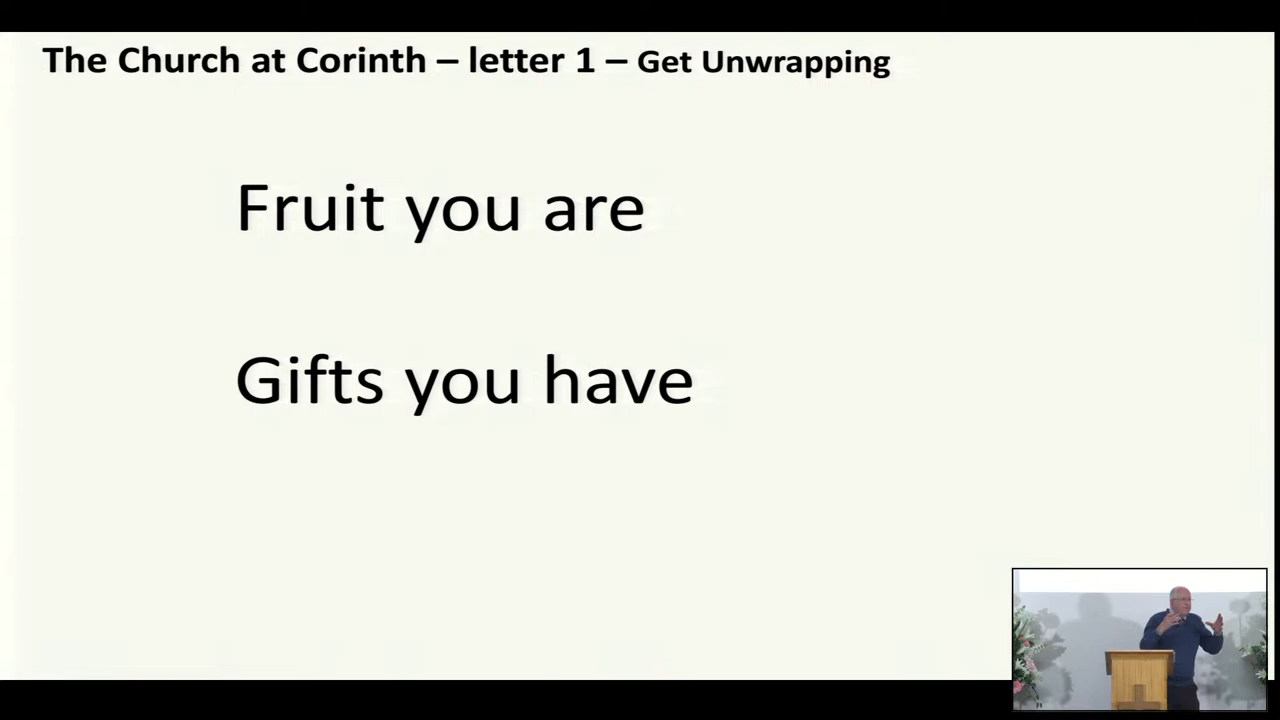 The Church at Corinth – letter 1 – Get Unwrapping
Fruit you are
Gifts you have